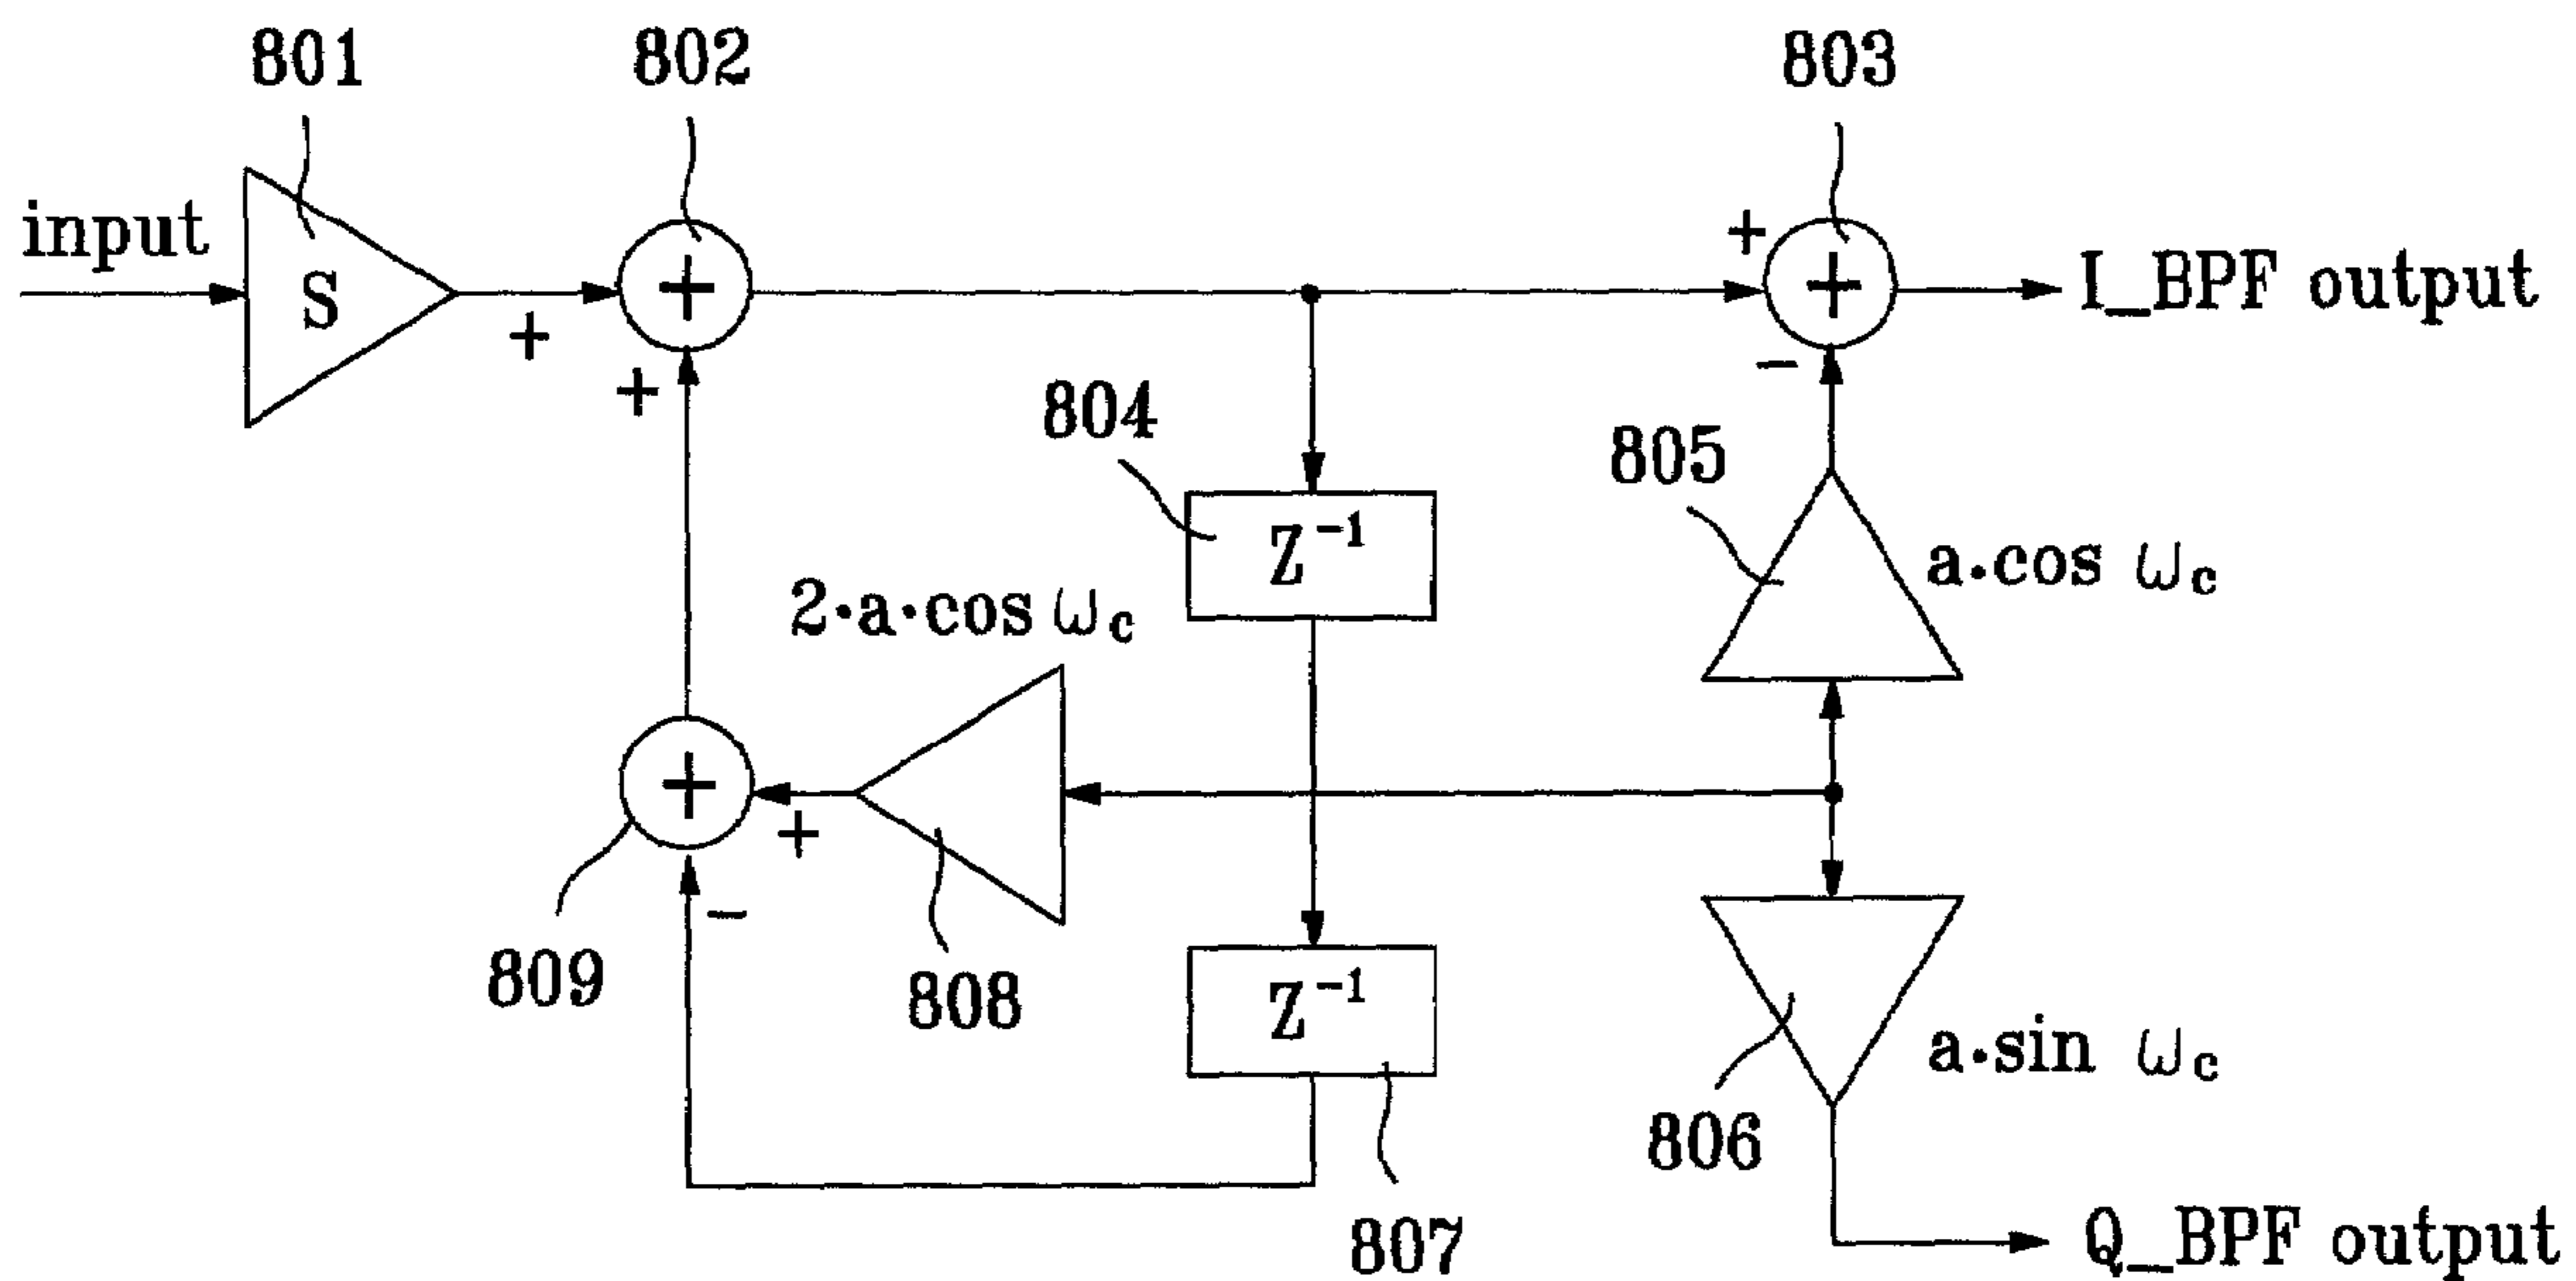 801
802
803
input
S
+
+
+
+
+
−
I_BPF output
804
Z⁻¹
805
a·cos ωc
2·a·cos ωc
+
+
−
809
808
Z⁻¹
807
806
a·sin ωc
Q_BPF output